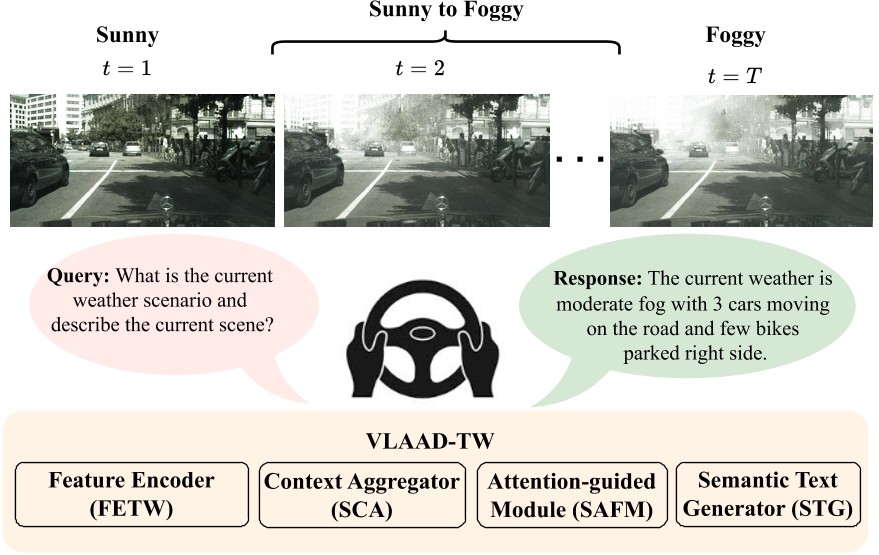 Sunny to Foggy
Sunny
Foggy
t = 1
t = 2
t = T
. . .
Query: What is the current
weather scenario and
describe the current scene?
Response: The current weather is
moderate fog with 3 cars moving
on the road and few bikes
parked right side.
VLAAD-TW
Feature Encoder
(FETW)
Context Aggregator
(SCA)
Attention-guided
Module (SAFM)
Semantic Text
Generator (STG)